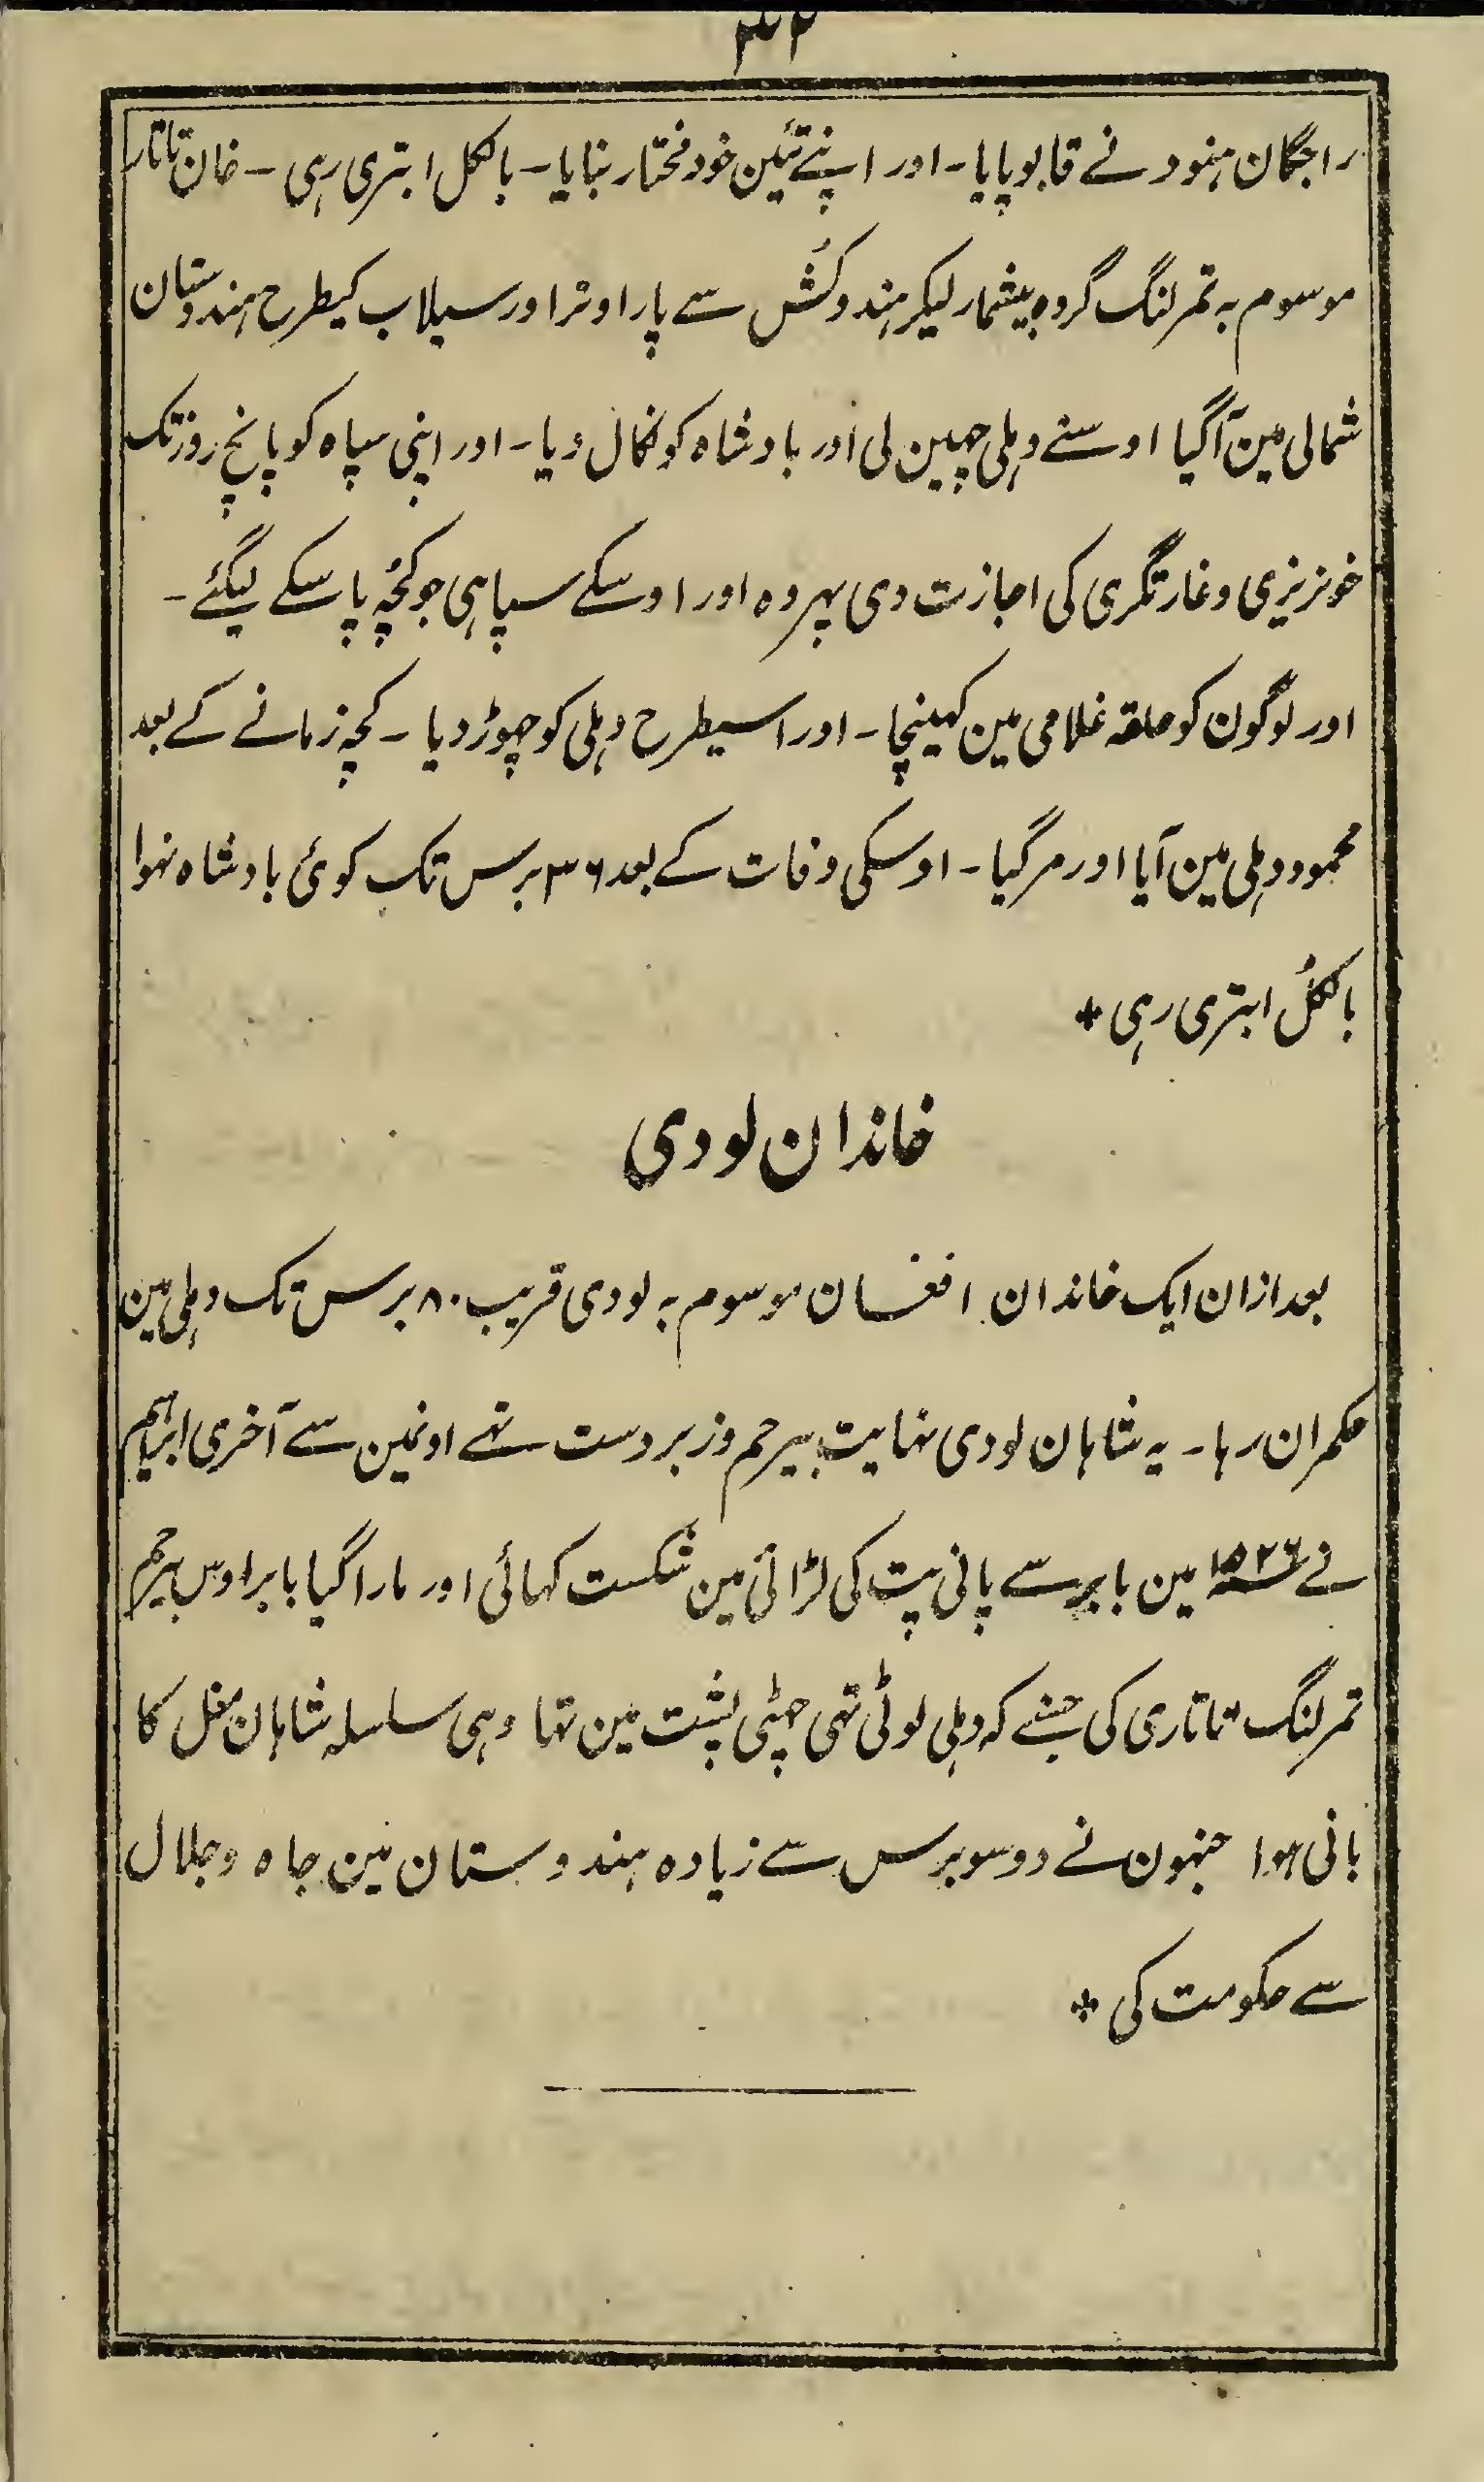 ۴۲
راجگان ہنود نے قابو پایا۔ اور اپنے تئین خود مختار بنایا۔ بالکل ابتری رہی۔ خان تاتار
موسوم بہ تمر لنگ گروہ بیشمار لیکر ہندوکُش سے پار اوترا اور سیلاب کیطرح ہندوستان
شمالی مین آگیا اوسنے دہلی چہین لی اور بادشاہ کو نکال دیا۔ اور اپنی سپاہ کو پانچ روز تک
خونریزی و غارتگری کی اجازت دی پہر وہ اور اوسکے سپاہی جو کچہ پا سکے لیگئے۔
اور لوگون کو حلقہ غلامی مین کہینچا۔ اور اسیطرح دہلی کو چہوڑ دیا۔ کچہ زمانے کے بعد
محمود دہلی مین آیا اور مر گیا۔ اوسکی وفات کے بعد ۳۶ برس تک کوئی بادشاہ نہوا
بالکل ابتری رہی *
خاندان لودی
بعد ازان ایک خاندان افغسان موسوم بہ لودی قریب ۸۰ برس تک دہلی مین
حکمران رہا۔ یہ شاہان لودی نہایت بیرحم و زبردست تہے اونمین سے آخری ابراہیم
نے ۱۵۲۶ مین بابر سے پانی پت کی لڑائی مین شکست کہائی اور مارا گیا بابر اوس بیرحم
تمر لنگ تاتاری کی جسنے کہ دہلی لوٹی تہی چہٹی پشت مین تہا وہی سلسلہ شاہان مغل کا
بانی ہوا جنہون نے دو سو برس سے زیادہ ہندوستان مین جاہ و جلال
سے حکومت کی *